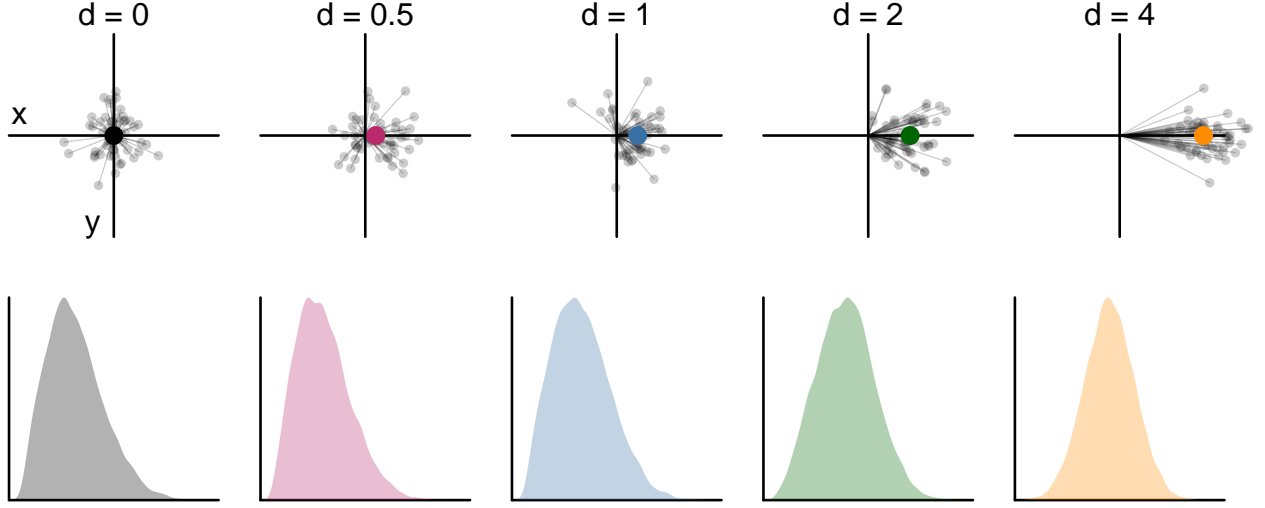 d = 0
d = 0.5
d = 1
d = 2
d = 4
x
y